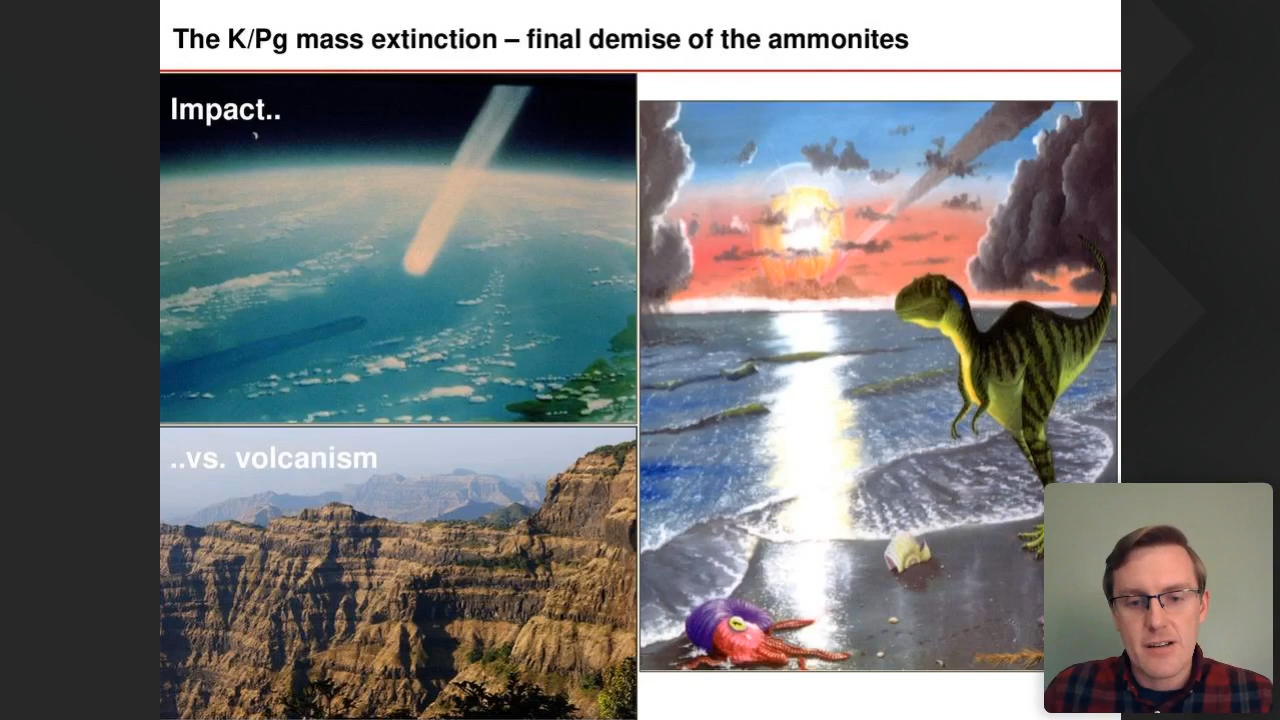 The K/Pg mass extinction – final demise of the ammonites
Impact..
..vs. volcanism